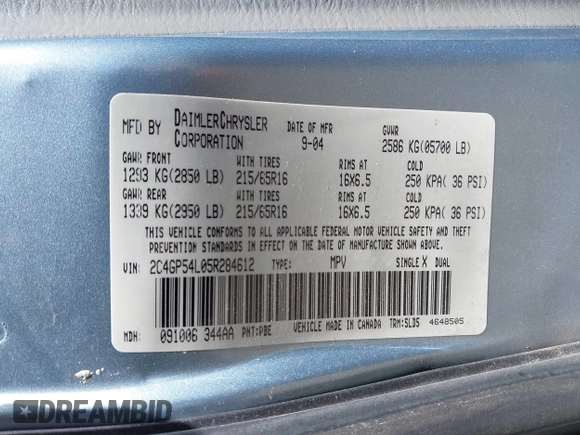 MFD BY DAIMLERCHRYSLER CORPORATION DATE OF MFR 9-04 GVWR 2586 KG(05700 LB)
GAWR FRONT WITH TIRES RIMS AT COLD
1293 KG(2850 LB) 215/65R16 16X6.5 250 KPA( 36 PSI)
GAWR REAR WITH TIRES RIMS AT COLD
1339 KG(2950 LB) 215/65R16 16X6.5 250 KPA( 36 PSI)
THIS VEHICLE CONFORMS TO ALL APPLICABLE FEDERAL MOTOR VEHICLE SAFETY AND THEFT
PREVENTION STANDARDS IN EFFECT ON THE DATE OF MANUFACTURE SHOWN ABOVE.
VIN: 2C4GP54L05R284612 TYPE: MPV SINGLE X DUAL
MDH: 091006 344AA PNT:PBE VEHICLE MADE IN CANADA TRM:SLD5 4648505
DREAMBID